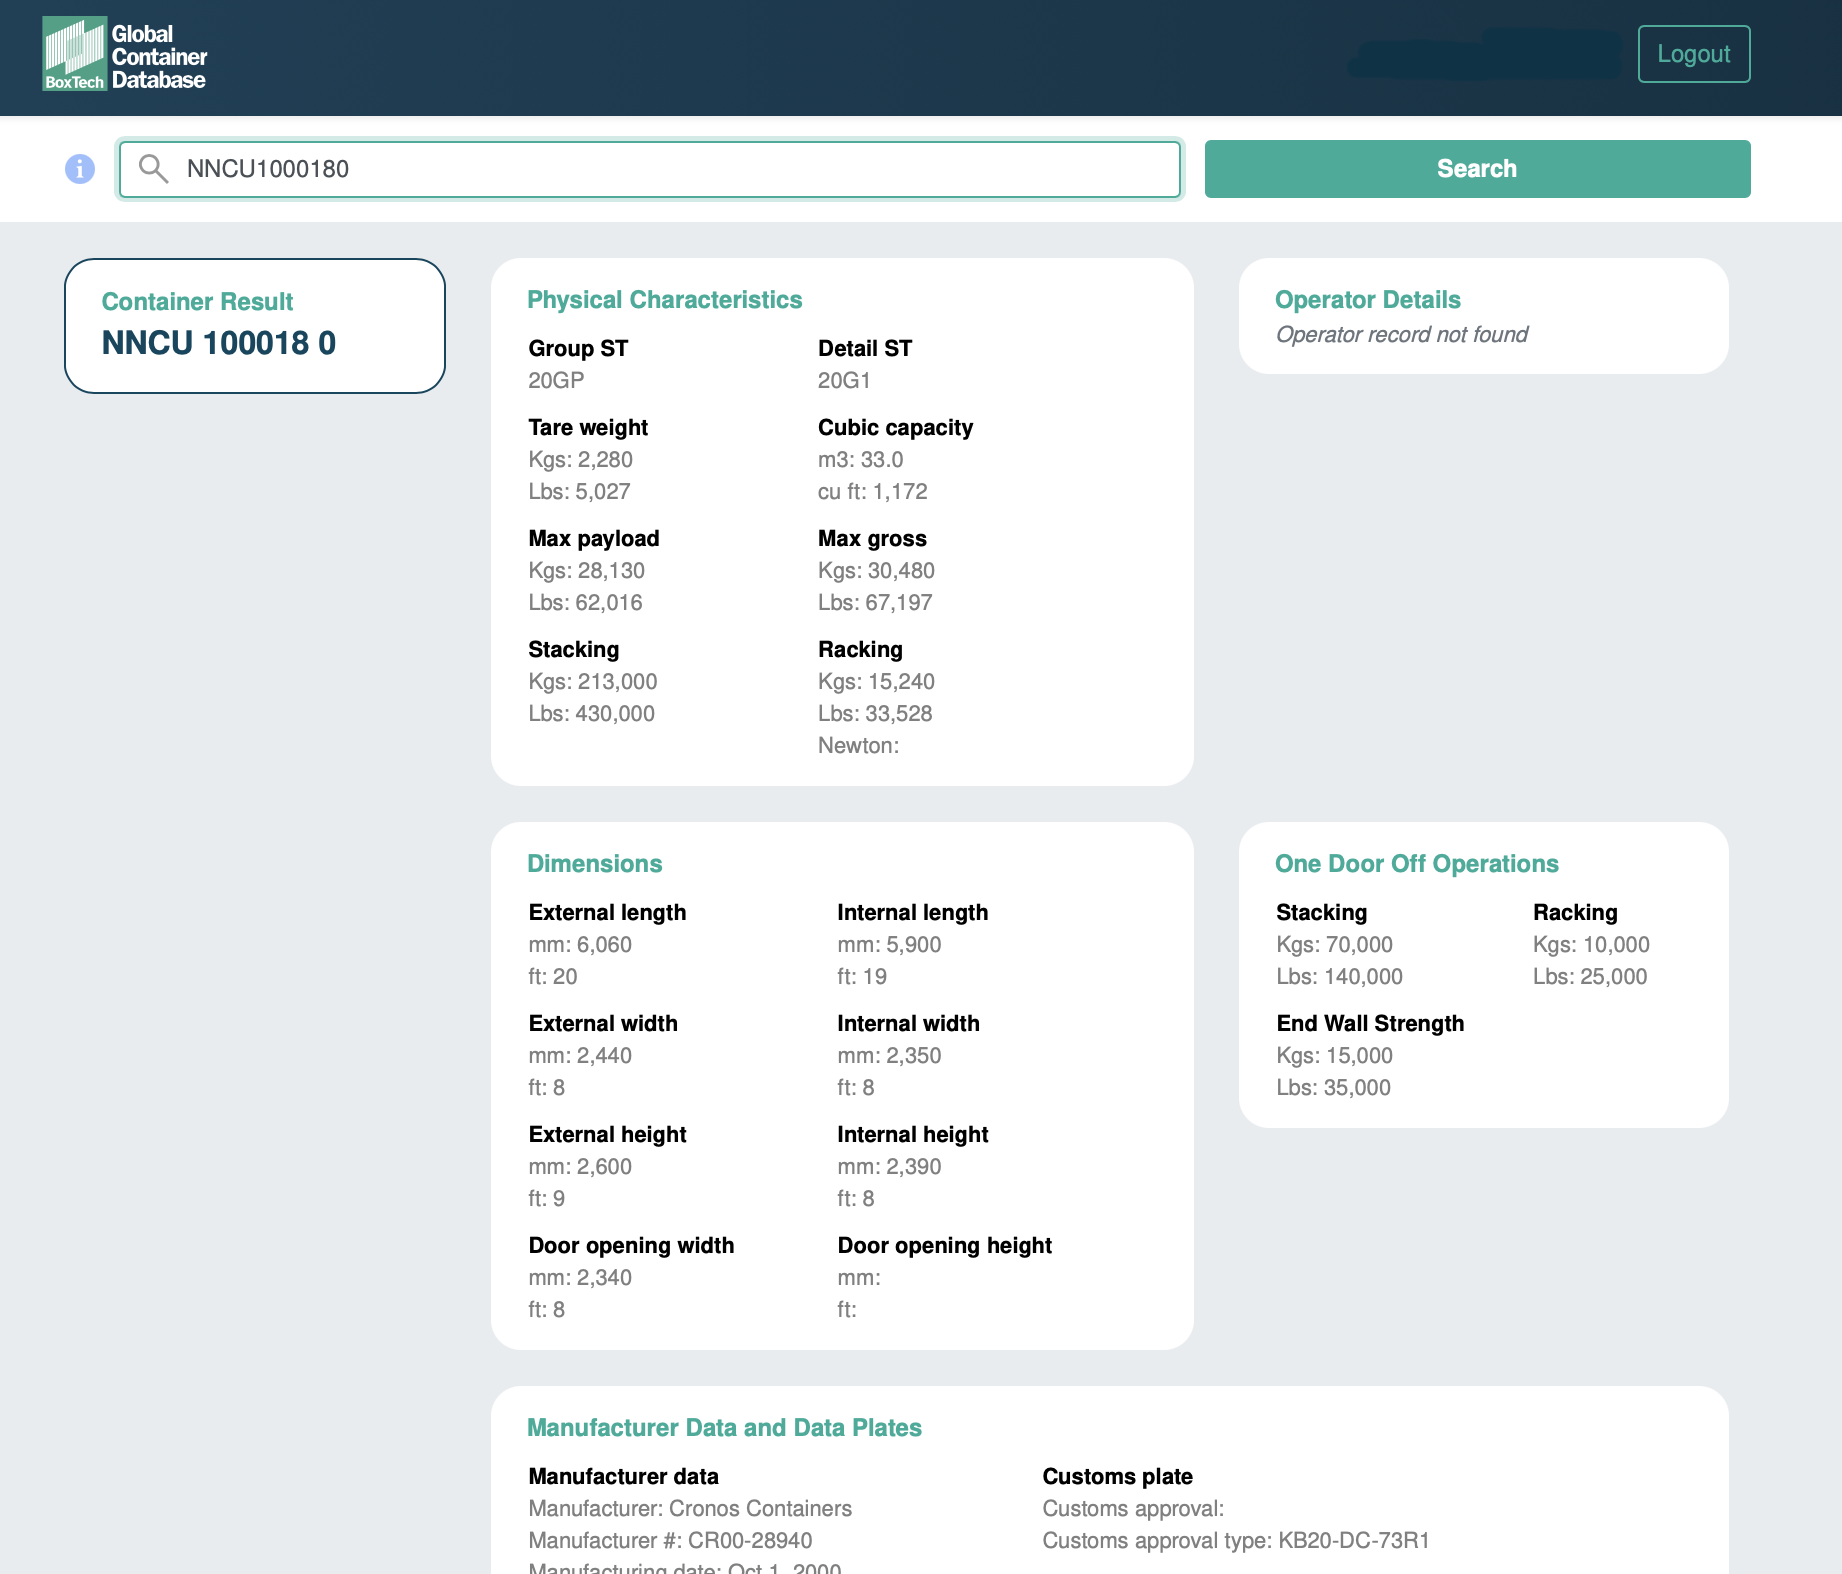 BoxTech
Global
Container
Database
Logout
i
NNCU1000180
Search
Container Result
NNCU 100018 0
Physical Characteristics
Group ST
20GP
Detail ST
20G1
Tare weight
Kgs: 2,280
Lbs: 5,027
Cubic capacity
m3: 33.0
cu ft: 1,172
Max payload
Kgs: 28,130
Lbs: 62,016
Max gross
Kgs: 30,480
Lbs: 67,197
Stacking
Kgs: 213,000
Lbs: 430,000
Racking
Kgs: 15,240
Lbs: 33,528
Newton:
Operator Details
Operator record not found
Dimensions
External length
mm: 6,060
ft: 20
Internal length
mm: 5,900
ft: 19
External width
mm: 2,440
ft: 8
Internal width
mm: 2,350
ft: 8
External height
mm: 2,600
ft: 9
Internal height
mm: 2,390
ft: 8
Door opening width
mm: 2,340
ft: 8
Door opening height
mm:
ft:
One Door Off Operations
Stacking
Kgs: 70,000
Lbs: 140,000
Racking
Kgs: 10,000
Lbs: 25,000
End Wall Strength
Kgs: 15,000
Lbs: 35,000
Manufacturer Data and Data Plates
Manufacturer data
Manufacturer: Cronos Containers
Manufacturer #: CR00-28940
Manufacturing date: Oct 1, 2000
Customs plate
Customs approval:
Customs approval type: KB20-DC-73R1